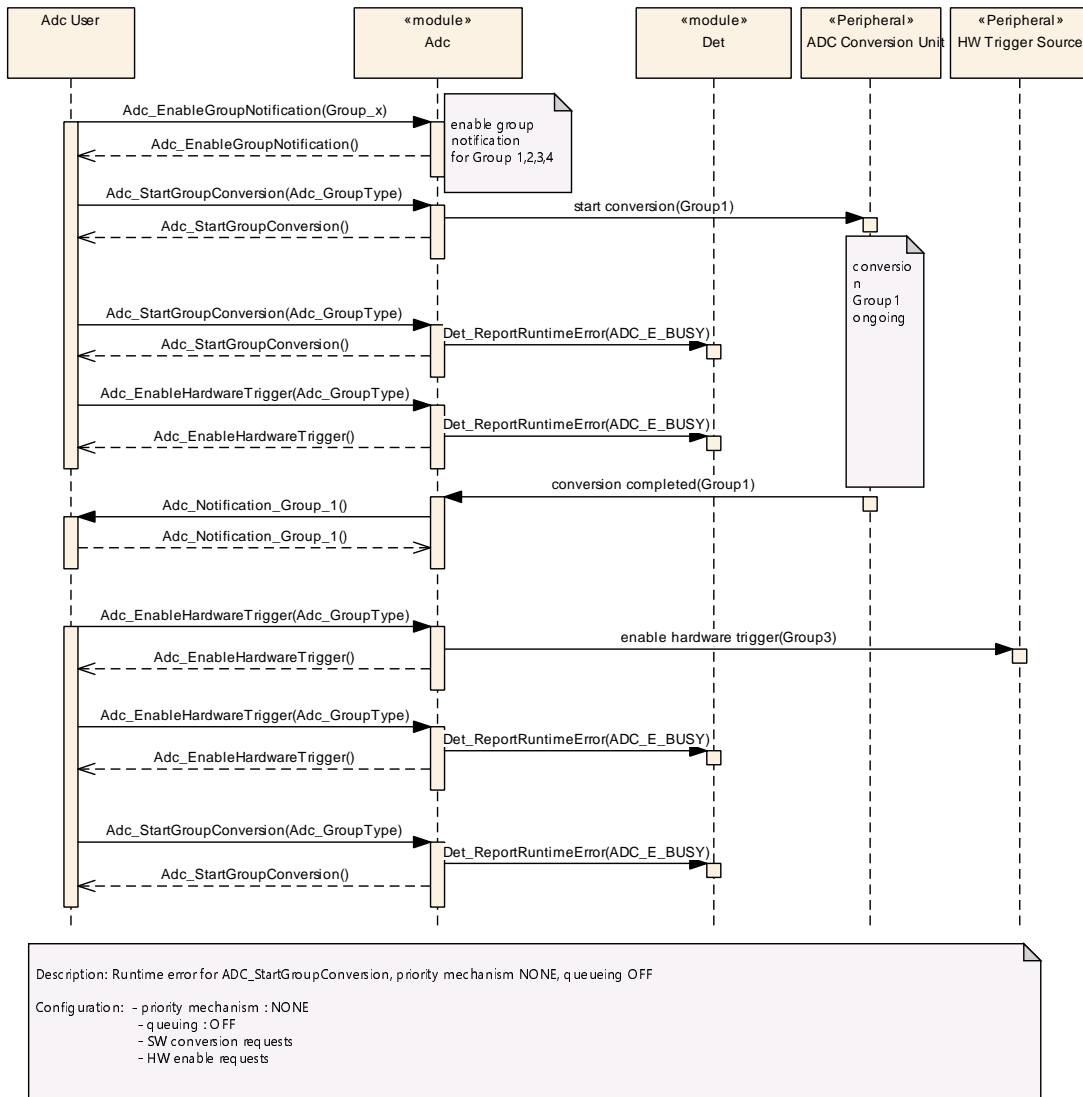 Adc User
«module»
Adc
«module»
Det
«Peripheral»
ADC Conversion Unit
«Peripheral»
HW Trigger Source
Adc_EnableGroupNotification(Group_x)
enable group
notification
for Group 1,2,3,4
Adc_EnableGroupNotification()
Adc_StartGroupConversion(Adc_GroupType)
start conversion(Group1)
Adc_StartGroupConversion()
conversio
n
Group1
ongoing
Adc_StartGroupConversion(Adc_GroupType)
Det_ReportRuntimeError(ADC_E_BUSY)
Adc_StartGroupConversion()
Adc_EnableHardwareTrigger(Adc_GroupType)
Det_ReportRuntimeError(ADC_E_BUSY)
Adc_EnableHardwareTrigger()
conversion completed(Group1)
Adc_Notification_Group_1()
Adc_Notification_Group_1()
Adc_EnableHardwareTrigger(Adc_GroupType)
enable hardware trigger(Group3)
Adc_EnableHardwareTrigger()
Adc_EnableHardwareTrigger(Adc_GroupType)
Det_ReportRuntimeError(ADC_E_BUSY)
Adc_EnableHardwareTrigger()
Adc_StartGroupConversion(Adc_GroupType)
Det_ReportRuntimeError(ADC_E_BUSY)
Adc_StartGroupConversion()
Description: Runtime error for ADC_StartGroupConversion, priority mechanism NONE, queueing OFF
Configuration: - priority mechanism : NONE
- queuing : OFF
- SW conversion requests
- HW enable requests